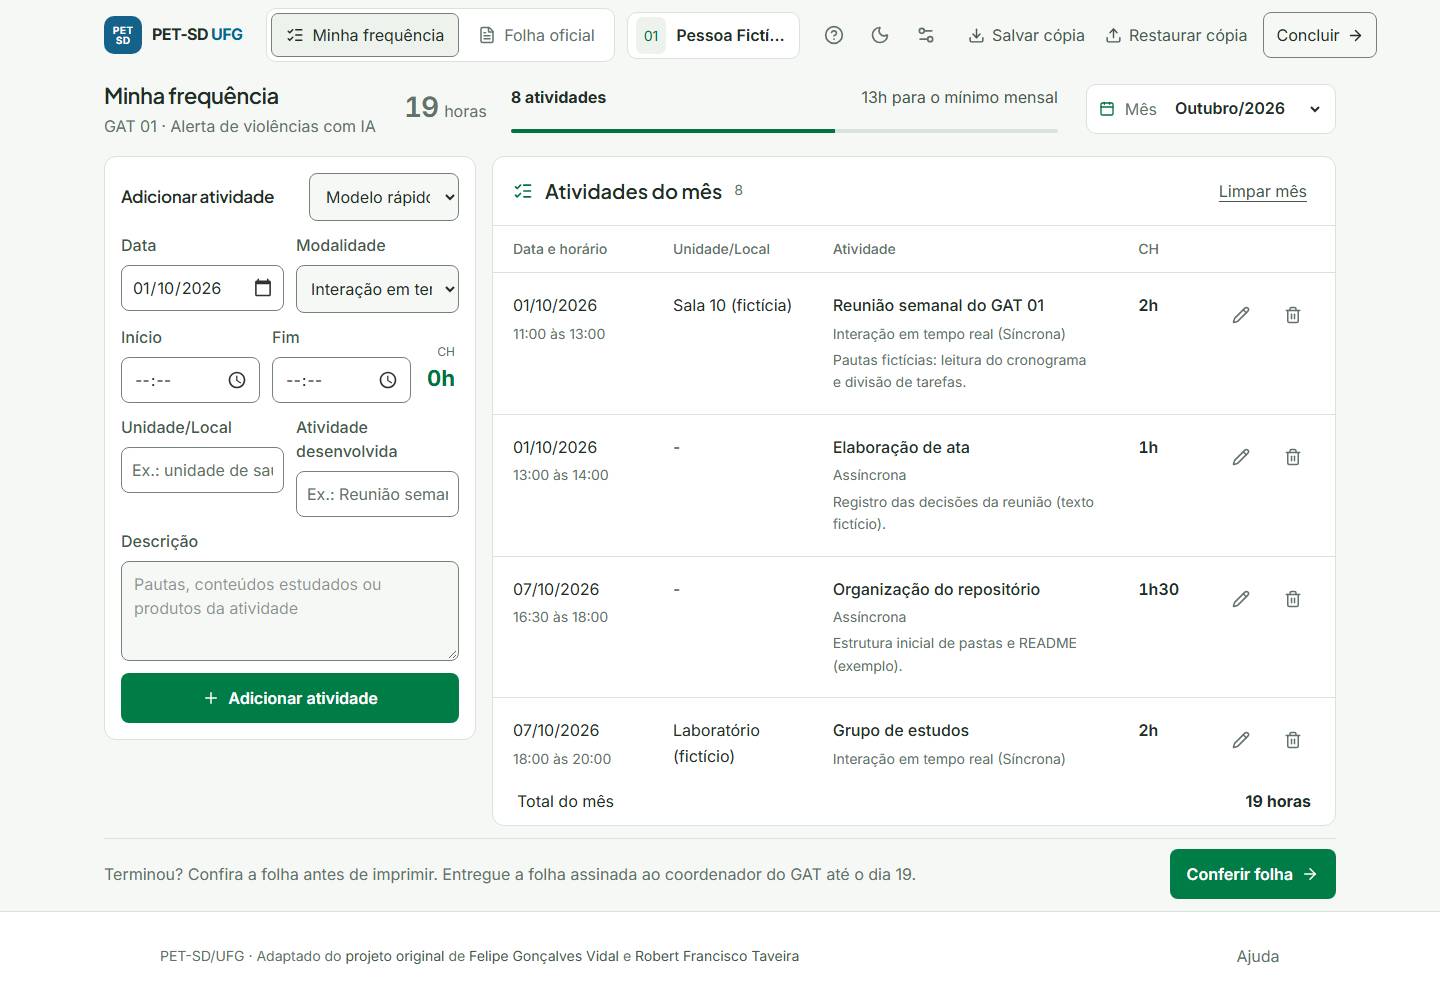 PET SD
PET-SD UFG
Minha frequência
Folha oficial
01 Pessoa Fictí...
Salvar cópia
Restaurar cópia
Concluir
Minha frequência
GAT 01 · Alerta de violências com IA
19 horas
8 atividades
13h para o mínimo mensal
Mês Outubro/2026
Adicionar atividade
Modelo rápido
Data
Modalidade
01/10/2026
Interação em ter
Início
Fim
CH
--:--
--:--
0h
Unidade/Local
Atividade desenvolvida
Ex.: unidade de saú
Ex.: Reunião semar
Descrição
Pautas, conteúdos estudados ou
produtos da atividade
Adicionar atividade
Atividades do mês 8
Limpar mês
Data e horário
Unidade/Local
Atividade
CH
01/10/2026
11:00 às 13:00
Sala 10 (fictícia)
Reunião semanal do GAT 01
Interação em tempo real (Síncrona)
Pautas fictícias: leitura do cronograma
e divisão de tarefas.
2h
01/10/2026
13:00 às 14:00
-
Elaboração de ata
Assíncrona
Registro das decisões da reunião (texto
fictício).
1h
07/10/2026
16:30 às 18:00
-
Organização do repositório
Assíncrona
Estrutura inicial de pastas e README
(exemplo).
1h30
07/10/2026
18:00 às 20:00
Laboratório
(fictício)
Grupo de estudos
Interação em tempo real (Síncrona)
2h
Total do mês
19 horas
Terminou? Confira a folha antes de imprimir. Entregue a folha assinada ao coordenador do GAT até o dia 19.
Conferir folha
PET-SD/UFG · Adaptado do projeto original de Felipe Gonçalves Vidal e Robert Francisco Taveira
Ajuda